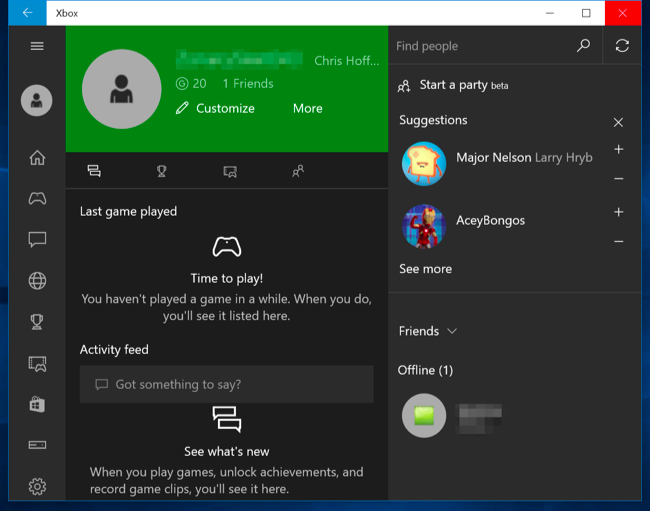 Xbox
Chris Hoff...
G 20 1 Friends
Customize More
Last game played
Time to play!
You haven't played a game in a while. When you do,
you'll see it listed here.
Activity feed
Got something to say?
See what's new
When you play games, unlock achievements, and
record game clips, you'll see it here.
Find people
Start a party beta
Suggestions
Major Nelson Larry Hryb
AceyBongos
See more
Friends
Offline (1)